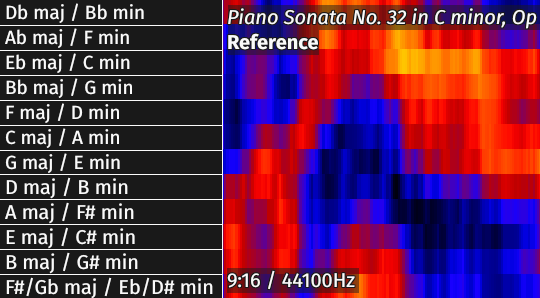 Db maj / Bb min
Ab maj / F min
Eb maj / C min
Bb maj / G min
F maj / D min
C maj / A min
G maj / E min
D maj / B min
A maj / F# min
E maj / C# min
B maj / G# min
F#/Gb maj / Eb/D# min
Piano Sonata No. 32 in C minor, Op
Reference
9:16 / 44100Hz